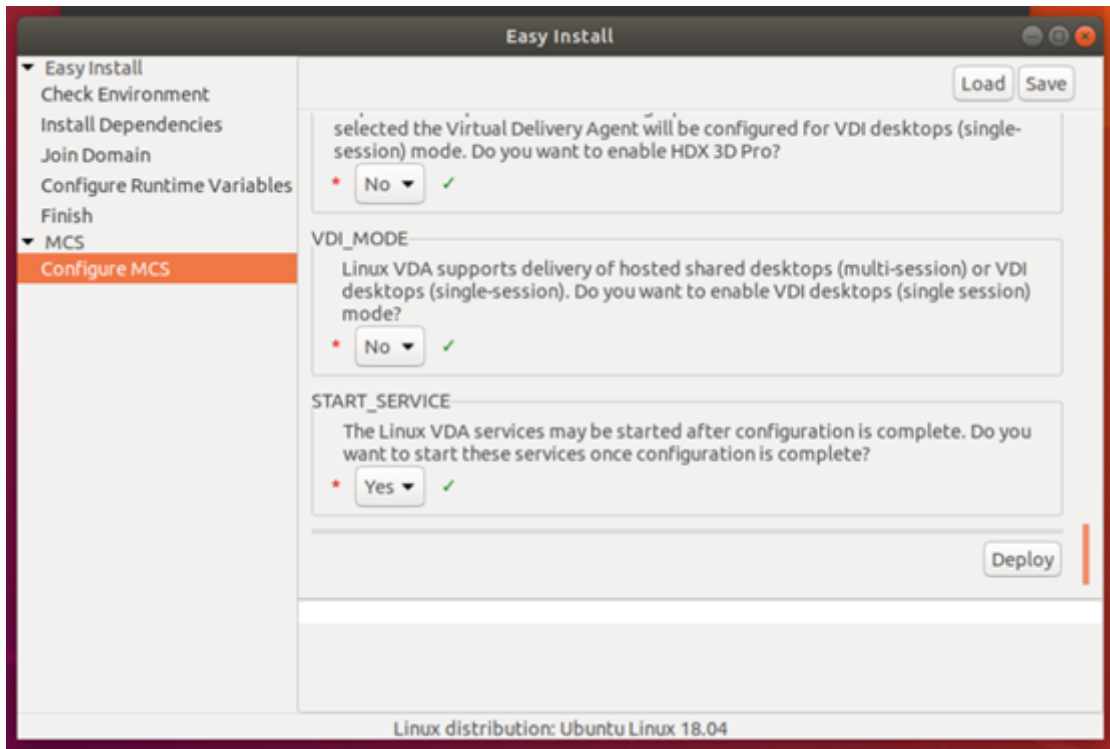 Easy Install
Easy Install
Check Environment
Install Dependencies
Join Domain
Configure Runtime Variables
Finish
MCS
Configure MCS
Load
Save
selected the Virtual Delivery Agent will be configured for VDI desktops (single-
session) mode. Do you want to enable HDX 3D Pro?
* No ✓
VDI_MODE
Linux VDA supports delivery of hosted shared desktops (multi-session) or VDI
desktops (single-session). Do you want to enable VDI desktops (single session)
mode?
* No ✓
START_SERVICE
The Linux VDA services may be started after configuration is complete. Do you
want to start these services once configuration is complete?
* Yes ✓
Deploy
Linux distribution: Ubuntu Linux 18.04